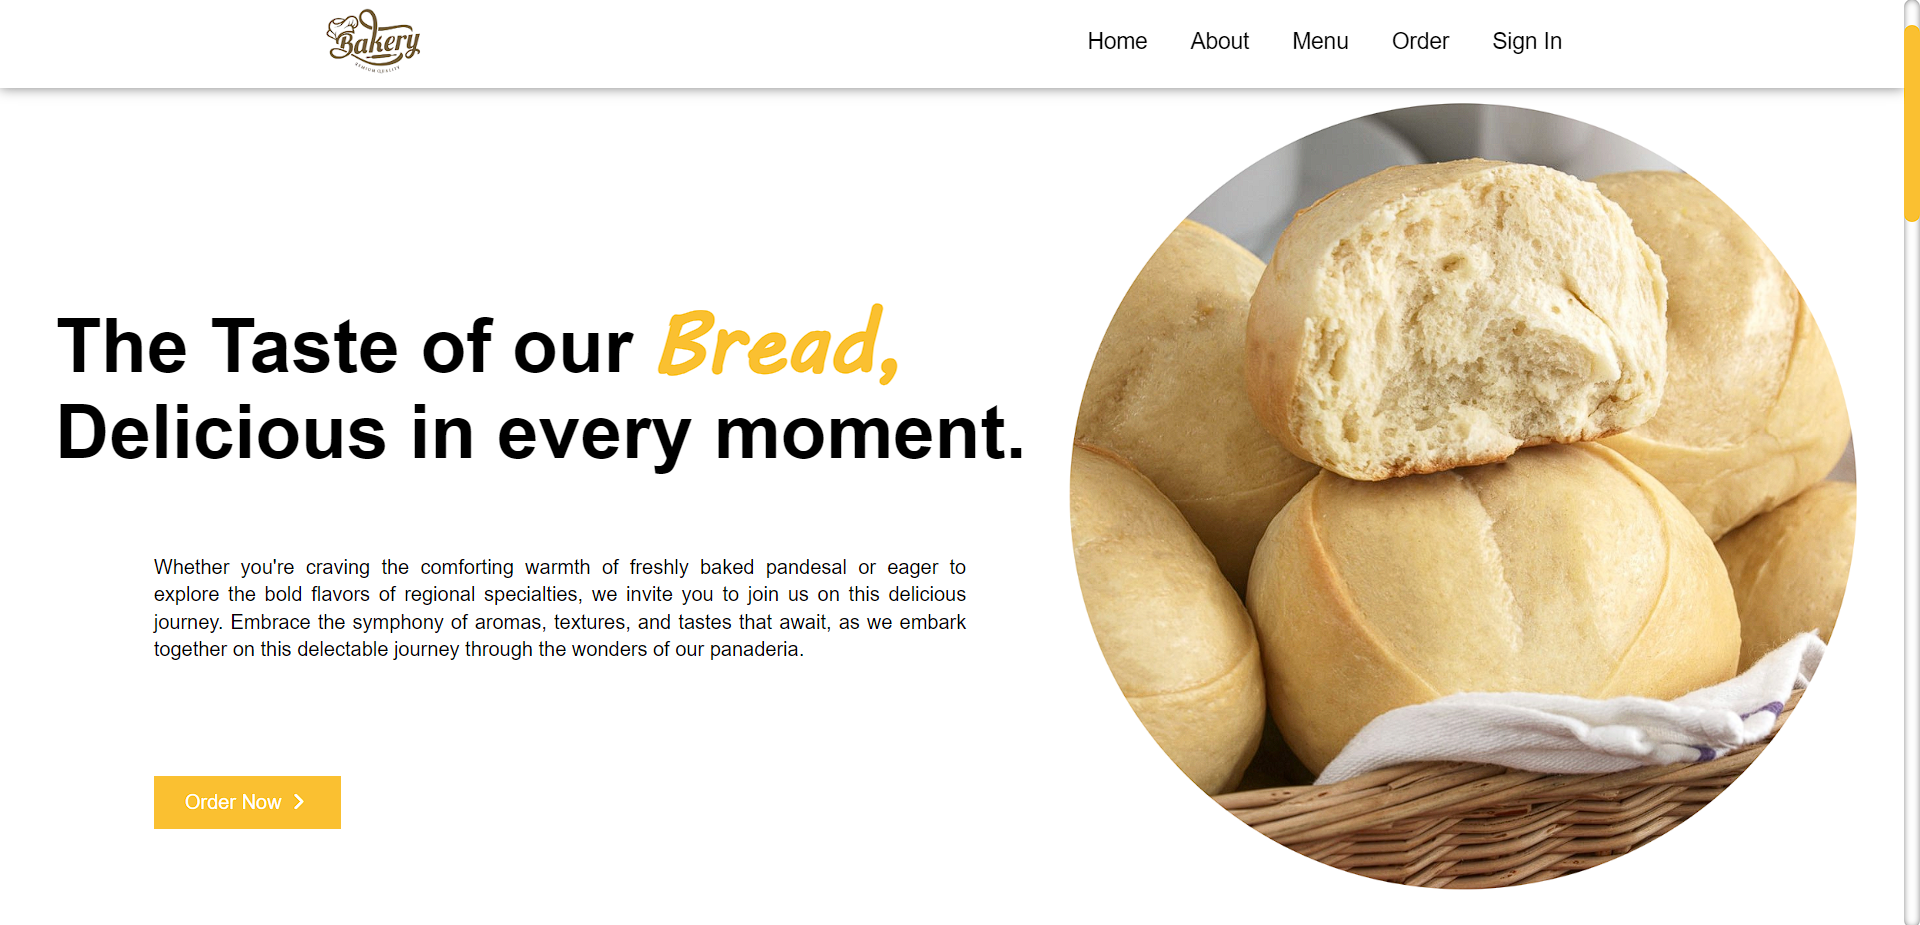 Bakery
PEMIUM QUALITY
Home About Menu Order Sign In
The Taste of our Bread,
Delicious in every moment.
Whether you're craving the comforting warmth of freshly baked pandesal or eager to
explore the bold flavors of regional specialties, we invite you to join us on this delicious
journey. Embrace the symphony of aromas, textures, and tastes that await, as we embark
together on this delectable journey through the wonders of our panaderia.
Order Now